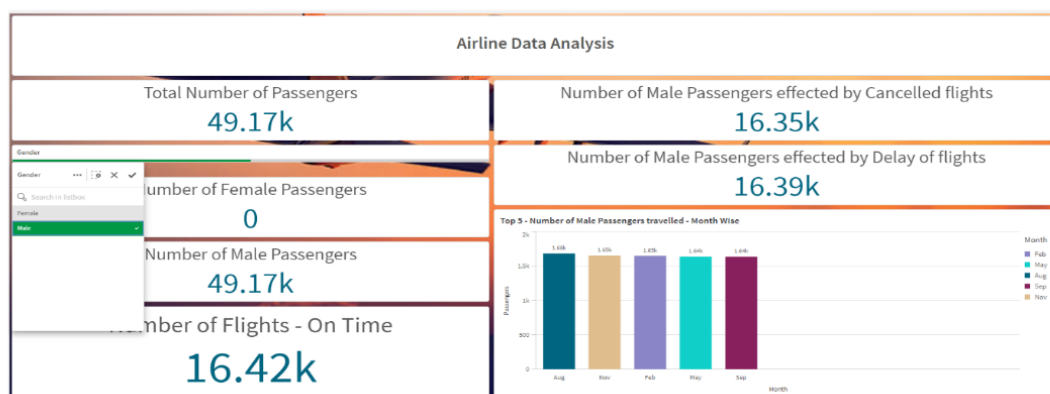 Airline Data Analysis
Total Number of Passengers
49.17k
Number of Male Passengers effected by Cancelled flights
16.35k
Gender
Gender
Search in listbox
Female
Male
Number of Female Passengers
0
Number of Male Passengers
49.17k
Number of Flights - On Time
16.42k
Number of Male Passengers effected by Delay of flights
16.39k
Top 5 - Number of Male Passengers travelled - Month Wise
Passengers
2k
1.5k
1k
500
0
1.68k
1.65k
1.65k
1.64k
1.64k
Aug
Nov
Feb
May
Sep
Month
Month
Feb
May
Aug
Sep
Nov